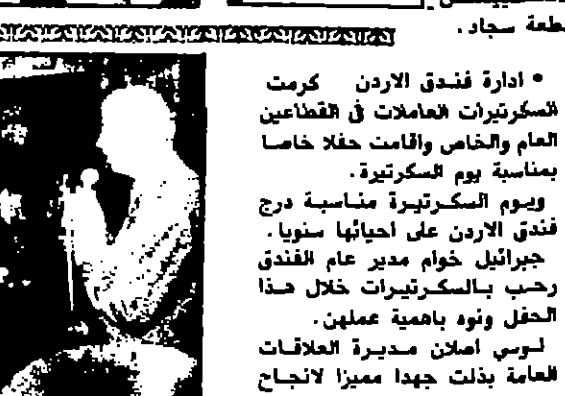 طعة سجاد.
• ادارة فندق الاردن كرمت
السكرتيرات العاملات في القطاعين
العام والخاص واقامت حفلا خاصا
بمناسبة يوم السكرتيرة.
ويوم السكرتيرة مناسبة درج
فندق الاردن على احيائها سنويا.
جبرائيل خوام مدير عام الفندق
رحب بالسكرتيرات خلال هذا
الحفل ونوه باهمية عملهن.
لوسي اصلان مديرة العلاقات
العامة بذلت جهدا مميزا لانجاح